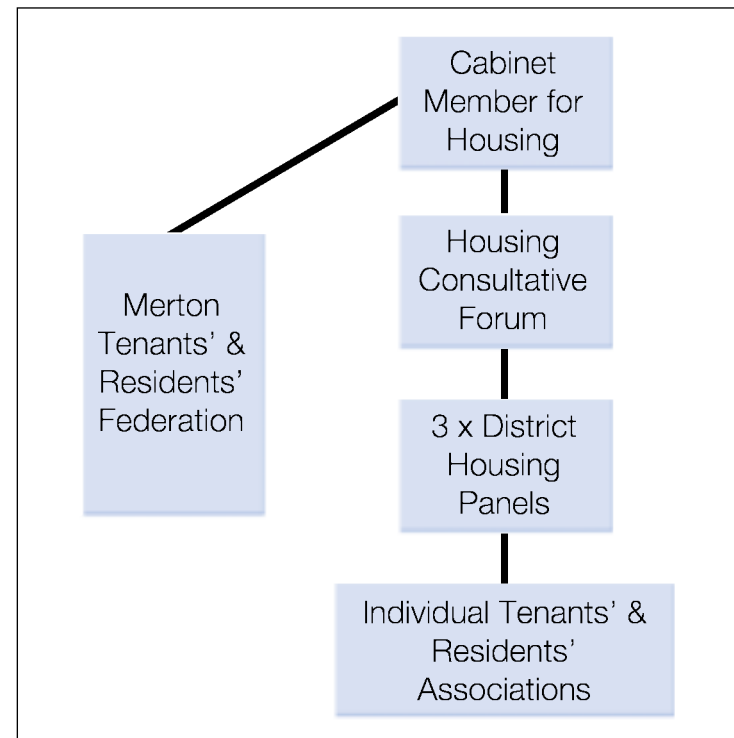 Cabinet
Member for
Housing
Housing
Consultative
Forum
Merton
Tenants’ &
Residents’
Federation
3 x District
Housing
Panels
Individual Tenants’ &
Residents’
Associations